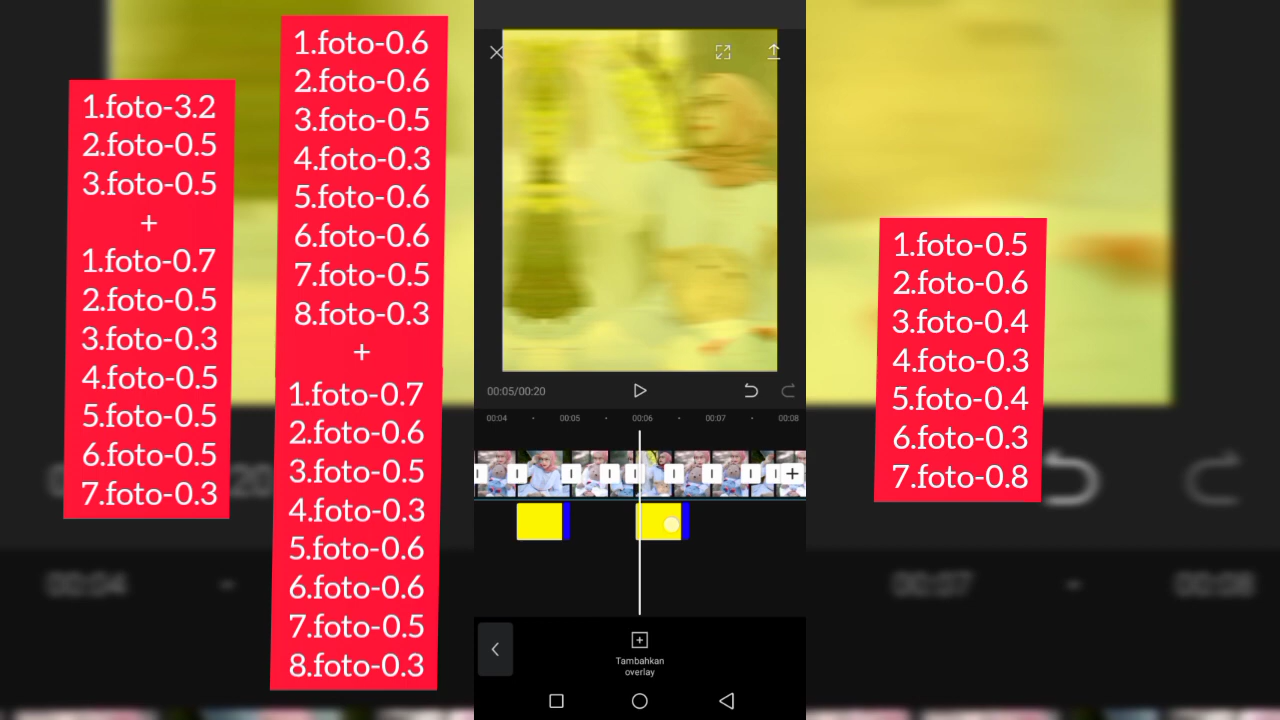 1.foto-3.2
2.foto-0.5
3.foto-0.5
+
1.foto-0.7
2.foto-0.5
3.foto-0.3
4.foto-0.5
5.foto-0.5
6.foto-0.5
7.foto-0.3
1.foto-0.6
2.foto-0.6
3.foto-0.5
4.foto-0.3
5.foto-0.6
6.foto-0.6
7.foto-0.5
8.foto-0.3
+
1.foto-0.7
2.foto-0.6
3.foto-0.5
4.foto-0.3
5.foto-0.6
6.foto-0.6
7.foto-0.5
8.foto-0.3
00:05/00:20
00:04 00:05 00:06 00:07 00:08
Tambahkan
overlay
1.foto-0.5
2.foto-0.6
3.foto-0.4
4.foto-0.3
5.foto-0.4
6.foto-0.3
7.foto-0.8
20
00:04
00:07
00:08